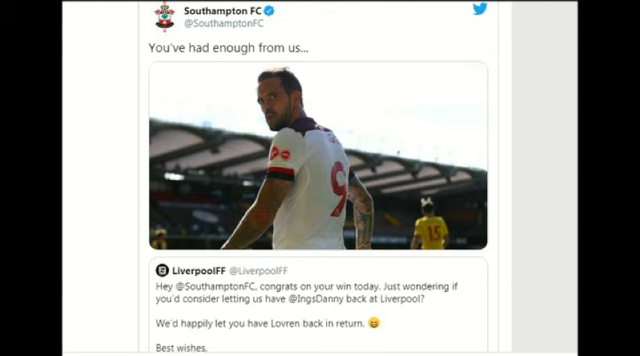 Southampton FC
@SouthamptonFC
You've had enough from us...
9
15
LiverpoolFF @LiverpoolFF
Hey @SouthamptonFC, congrats on your win today. Just wondering if
you'd consider letting us have @IngsDanny back at Liverpool?
We'd happily let you have Lovren back in return. 😄
Best wishes,